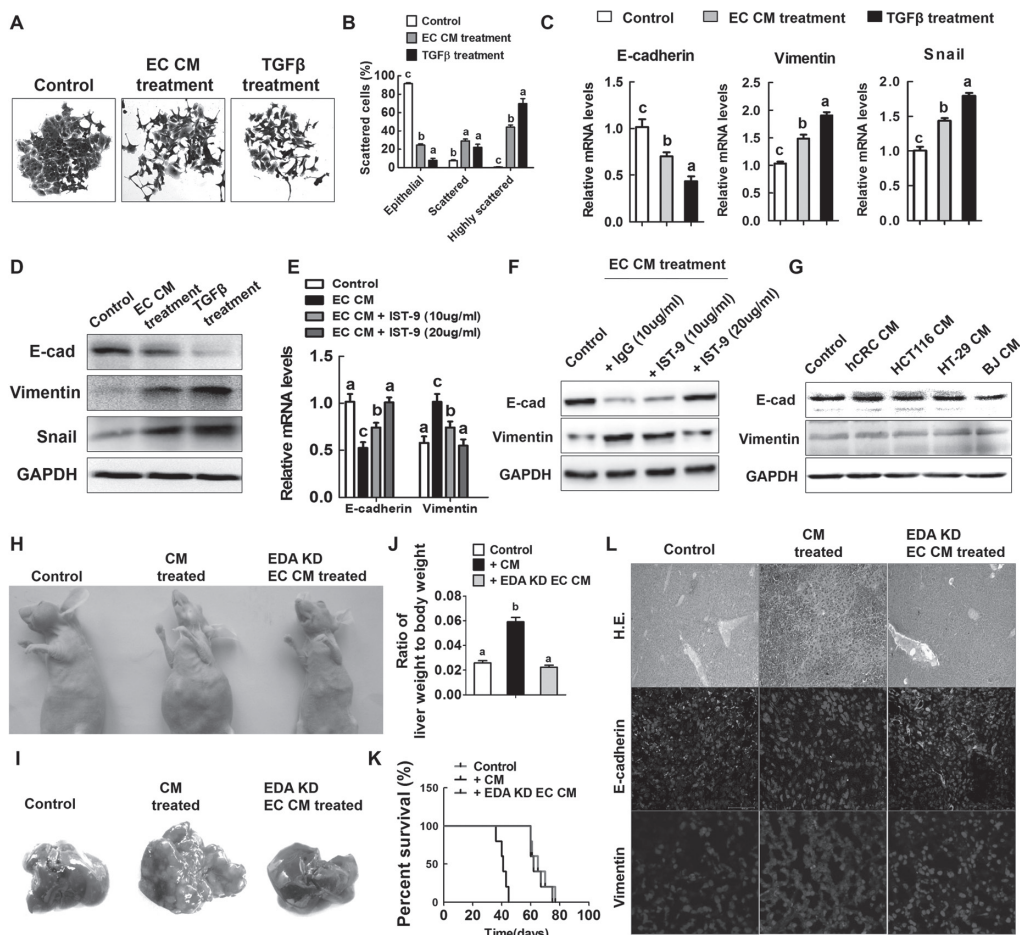 A
Control
EC CM
treatment
TGFβ
treatment
B
Control
EC CM treatment
TGFβ treatment
Scattered cells (%)
100
80
60
40
20
0
c
b
a
b
a
a
c
b
a
Epithelial
Scattered
Highly scattered
C
Control
EC CM treatment
TGFβ treatment
E-cadherin
Relative mRNA levels
1.5
1.0
0.5
0.0
c
b
a
Vimentin
Relative mRNA levels
2.5
2.0
1.5
1.0
0.5
0.0
c
b
a
Snail
Relative mRNA levels
2.0
1.5
1.0
0.5
0.0
c
b
a
D
Control
EC CM
treatment
TGFβ
treatment
E-cad
Vimentin
Snail
GAPDH
E
Control
EC CM
EC CM + IST-9 (10ug/ml)
EC CM + IST-9 (20ug/ml)
Relative mRNA levels
1.5
1.0
0.5
0.0
a
c
b
a
a
c
b
a
E-cadherin
Vimentin
F
EC CM treatment
Control
+ IgG (10ug/ml)
+ IST-9 (10ug/ml)
+ IST-9 (20ug/ml)
E-cad
Vimentin
GAPDH
G
Control
hCRC CM
HCT116 CM
HT-29 CM
BJ CM
E-cad
Vimentin
GAPDH
H
Control
CM
treated
EDA KD
EC CM treated
I
Control
CM
treated
EDA KD
EC CM treated
J
Control
+ CM
+ EDA KD EC CM
Ratio of
liver weight to body weight
0.08
0.06
0.04
0.02
0.00
a
b
a
K
Control
+ CM
+ EDA KD EC CM
Percent survival (%)
150
100
50
0
0
20
40
60
80
100
Time(days)
L
Control
CM
treated
EDA KD
EC CM treated
H.E.
E-cadherin
Vimentin